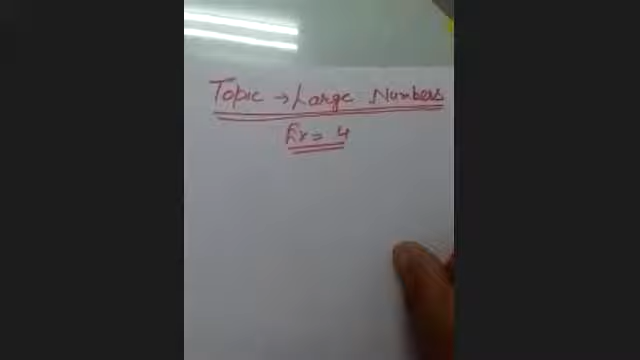 Topic → Large Numbers
Ex = 4